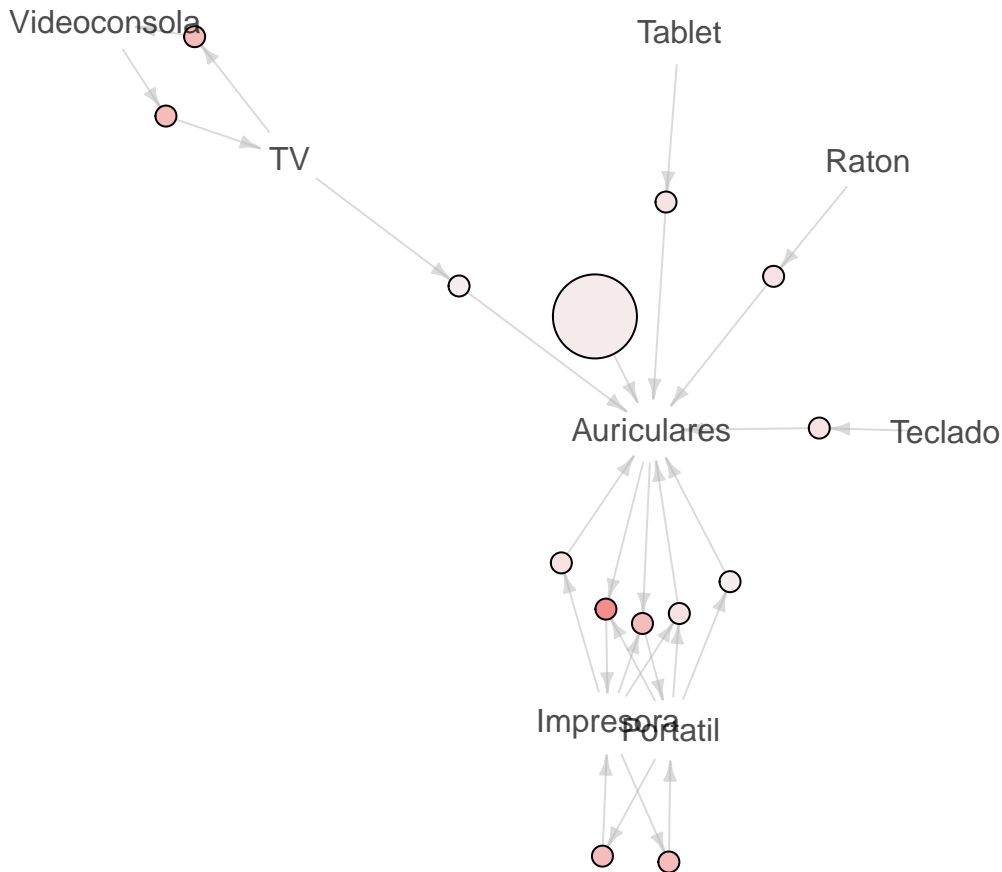 Videoconsola
Tablet
TV
Raton
Auriculares
Teclado
Impresora
Portatil